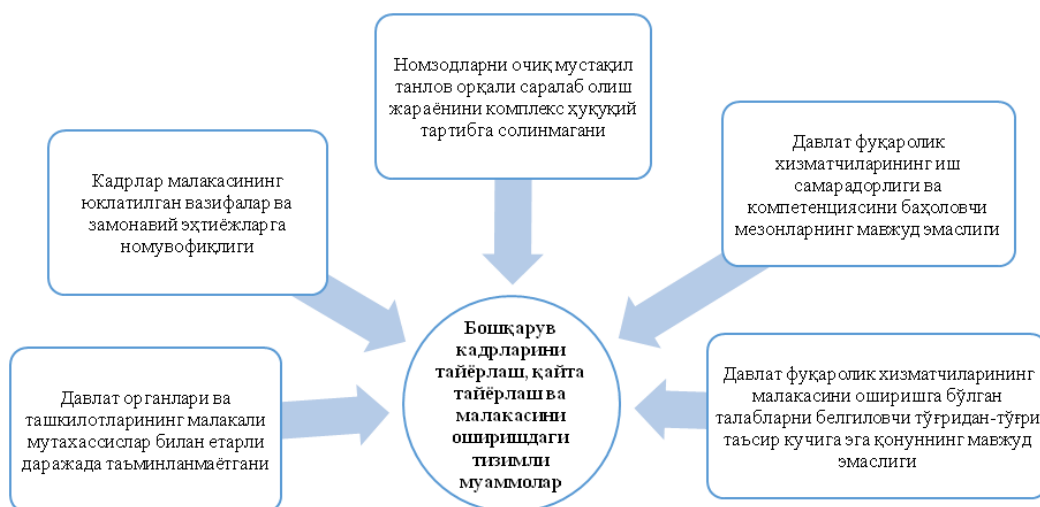 Номзодларни очиқ мустақил
танлов орқали саралаб олиш
жараёнини комплекс ҳуқуқий
тартибга солинмагани
Кадрлар малакасининг
юклатилган вазифалар ва
замонавий эҳтиёжларга
номувофиқлиги
Давлат фуқаролик
хизматчиларининг иш
самарадорлиги ва
компетенциясини баҳоловчи
мезонларнинг мавжуд эмаслиги
Давлат органлари ва
ташкилотларининг малакали
мутахассислар билан етарли
даражада таъминланмаётгани
Бошқарув
кадрларини
тайёрлаш, қайта
тайёрлаш ва
малакасини
оширишдаги
тизимли
муаммолар
Давлат фуқаролик хизматчиларининг
малакасини оширишга бўлган
талабларни белгиловчи тўғридан-тўғри
таъсир кучига эга қонуннинг мавжуд
эмаслиги